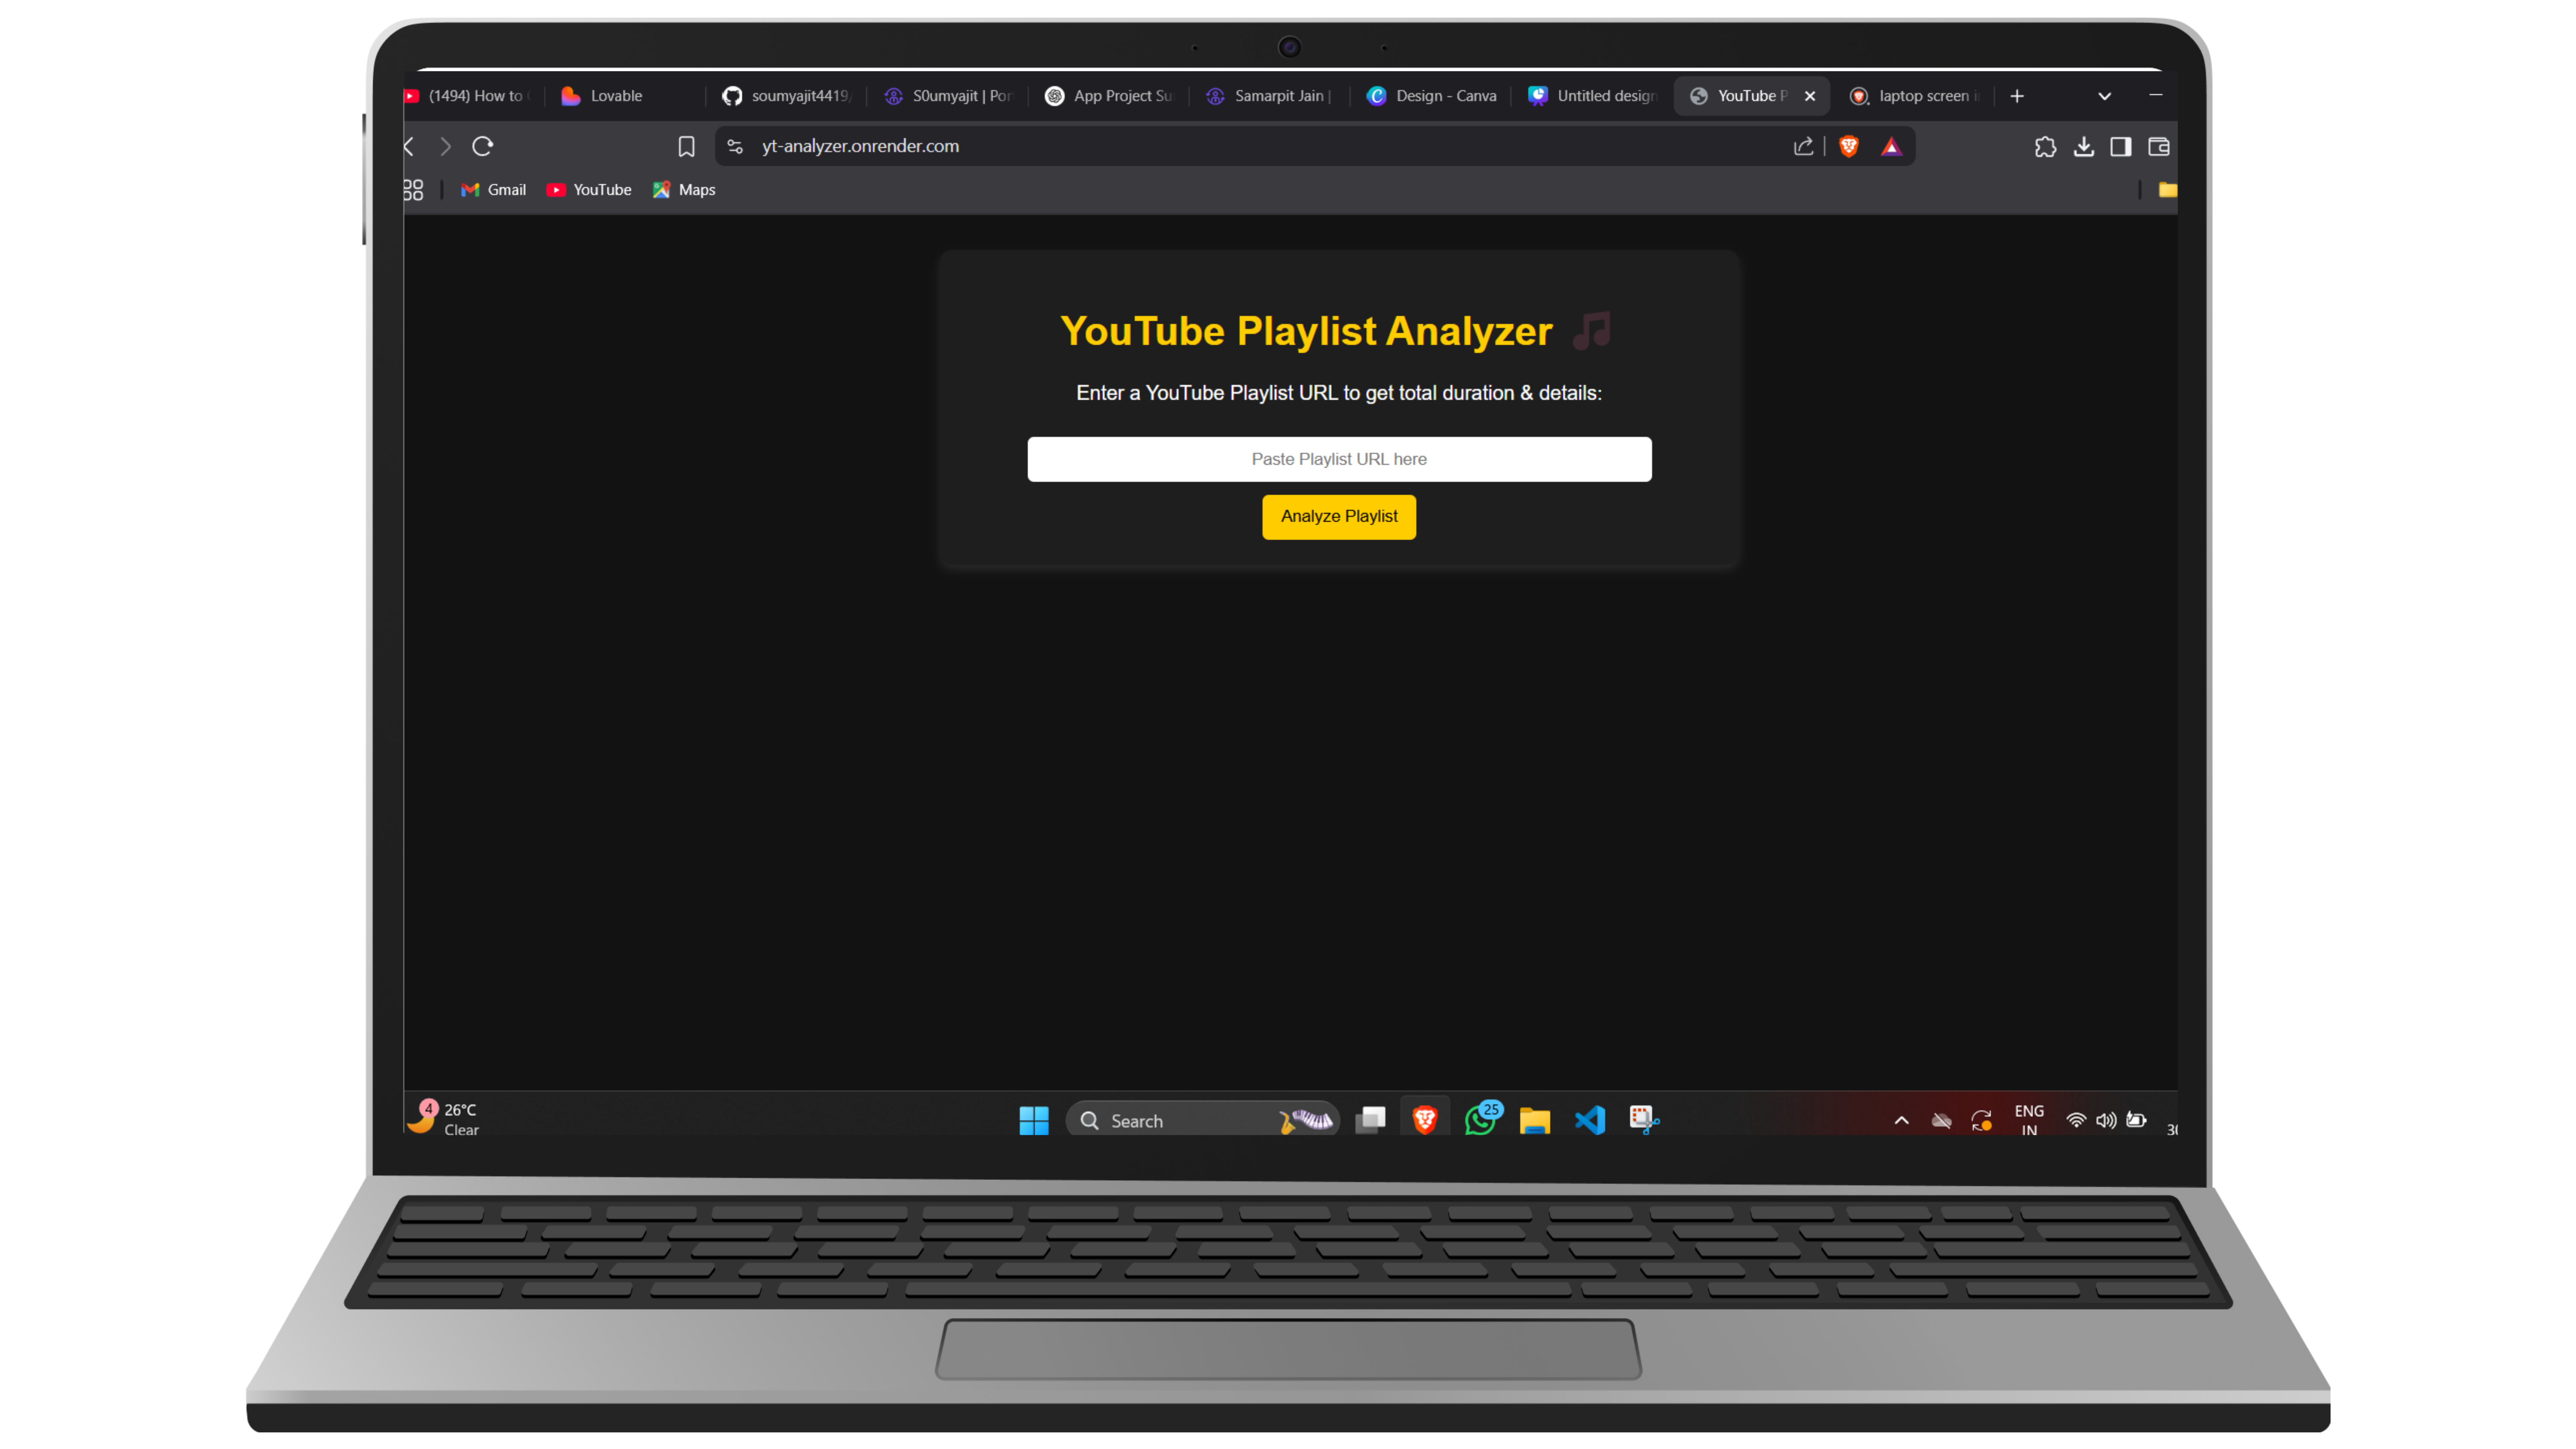 (1494) How to
Lovable
soumyajit4419/
S0umyajit | Por
App Project Su
Samarpit Jain |
Design - Canva
Untitled design
YouTube P
laptop screen i
yt-analyzer.onrender.com
Gmail
YouTube
Maps
YouTube Playlist Analyzer
Enter a YouTube Playlist URL to get total duration & details:
Paste Playlist URL here
Analyze Playlist
4
26°C
Clear
Search
25
ENG
IN